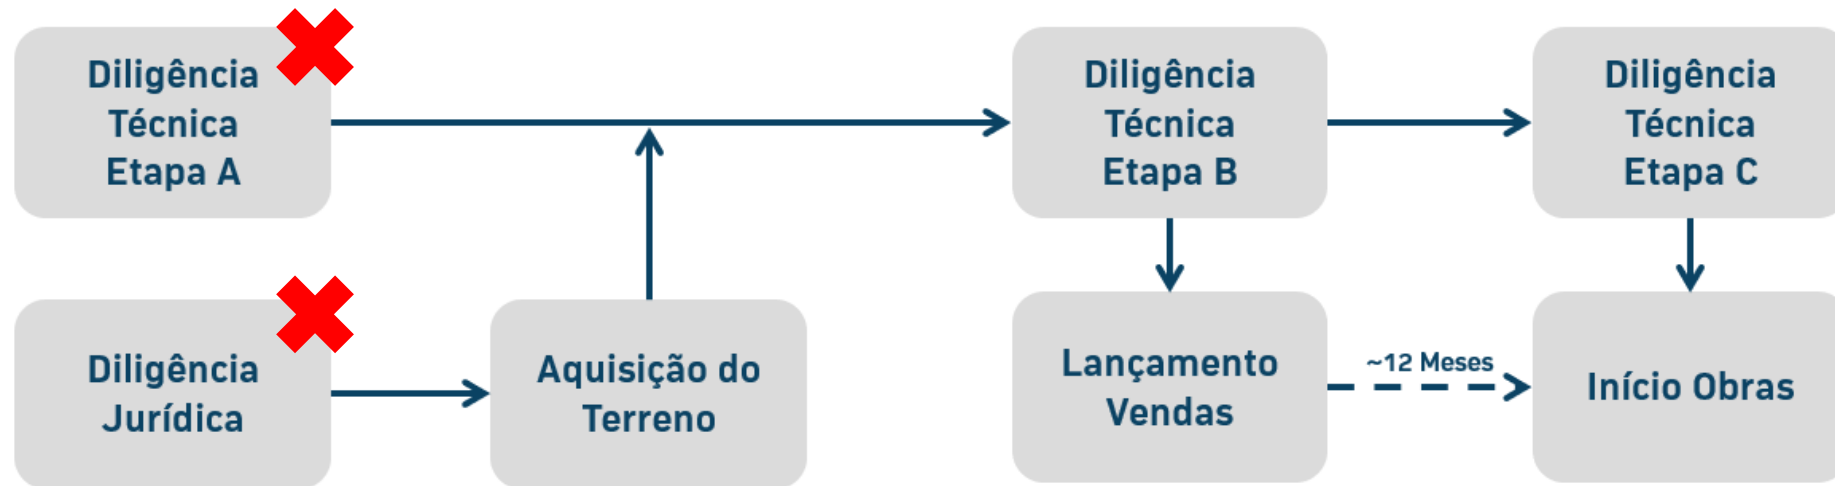 Diligência
Técnica
Etapa A
Diligência
Técnica
Etapa B
Diligência
Técnica
Etapa C
Diligência
Jurídica
Aquisição do
Terreno
Lançamento
Vendas
~12 Meses
Início Obras